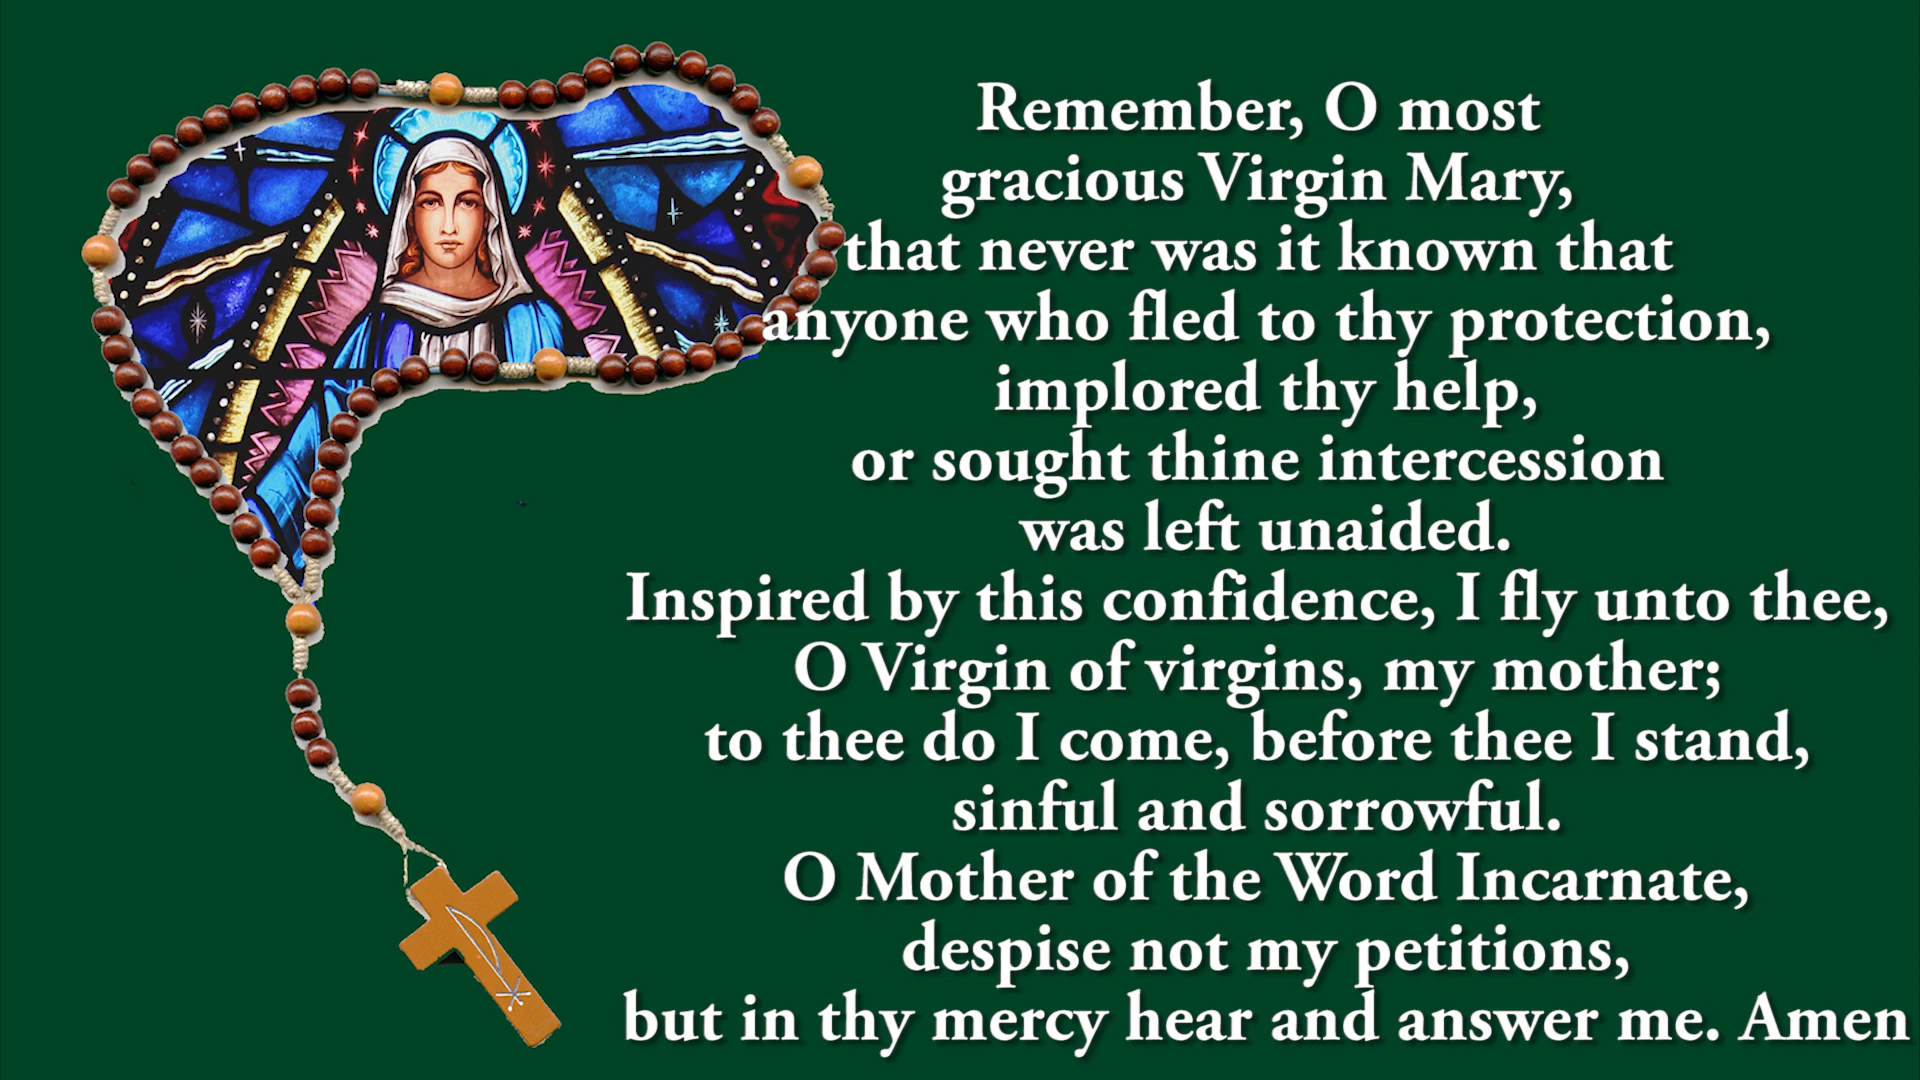 Remember, O most
gracious Virgin Mary,
that never was it known that
anyone who fled to thy protection,
implored thy help,
or sought thine intercession
was left unaided.
Inspired by this confidence, I fly unto thee,
O Virgin of virgins, my mother;
to thee do I come, before thee I stand,
sinful and sorrowful.
O Mother of the Word Incarnate,
despise not my petitions,
but in thy mercy hear and answer me. Amen